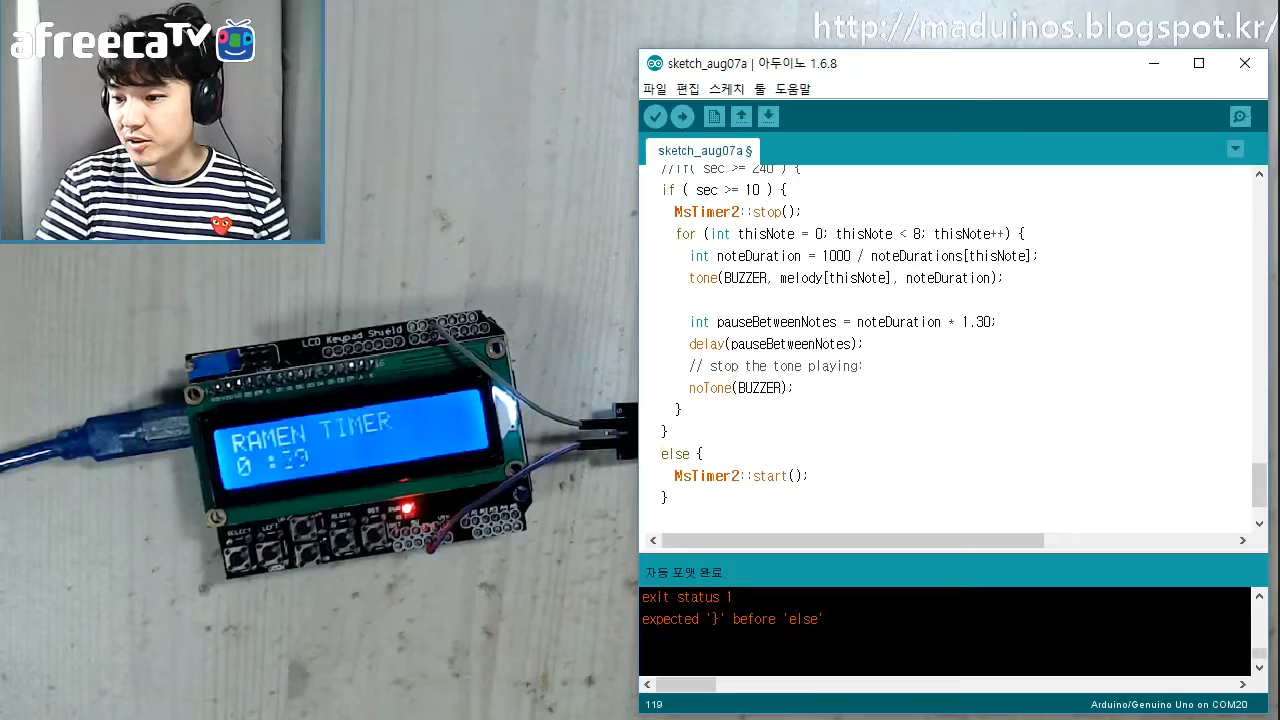 afreecaTV
http://maduinos.blogspot.kr/
sketch_aug07a | 아두이노 1.6.8
파일 편집 스케치 툴 도움말
sketch_aug07a §
//if( sec >= 240 ) {
if ( sec >= 10 ) {
MsTimer2::stop();
for (int thisNote = 0; thisNote < 8; thisNote++) {
int noteDuration = 1000 / noteDurations[thisNote];
tone(BUZZER, melody[thisNote], noteDuration);
int pauseBetweenNotes = noteDuration * 1.30;
delay(pauseBetweenNotes);
// stop the tone playing:
noTone(BUZZER);
}
}
else {
MsTimer2::start();
}
자동 포맷 완료
exit status 1
expected '}' before 'else'
119
Arduino/Genuino Uno on COM20
LCD Keypad Shield
RAMEN TIMER
0 :39
SELECT
LEFT
RST